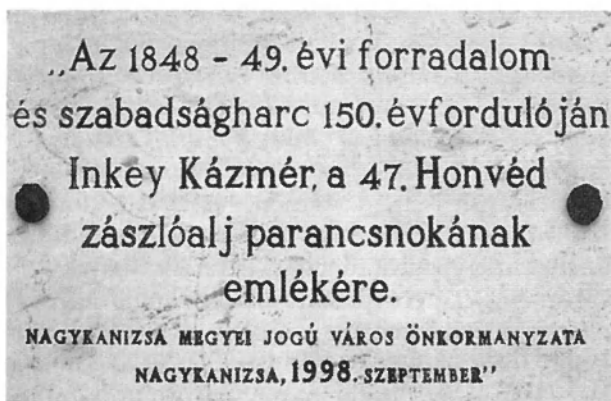 „Az 1848 - 49. évi forradalom
és szabadságharc 150. évfordulóján
Inkey Kázmér, a 47. Honvéd
zászlóalj parancsnokának
emlékére.
NAGYKANIZSA MEGYEI JOGÚ VÁROS ÖNKORMANYZATA
NAGYKANIZSA, 1998. SZEPTEMBER”